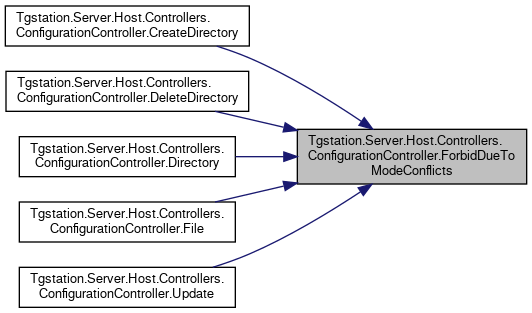 Tgstation.Server.Host.Controllers.
ConfigurationController.CreateDirectory
Tgstation.Server.Host.Controllers.
ConfigurationController.DeleteDirectory
Tgstation.Server.Host.Controllers.
ConfigurationController.ForbidDueTo
ModeConflicts
Tgstation.Server.Host.Controllers.
ConfigurationController.Directory
Tgstation.Server.Host.Controllers.
ConfigurationController.File
Tgstation.Server.Host.Controllers.
ConfigurationController.Update